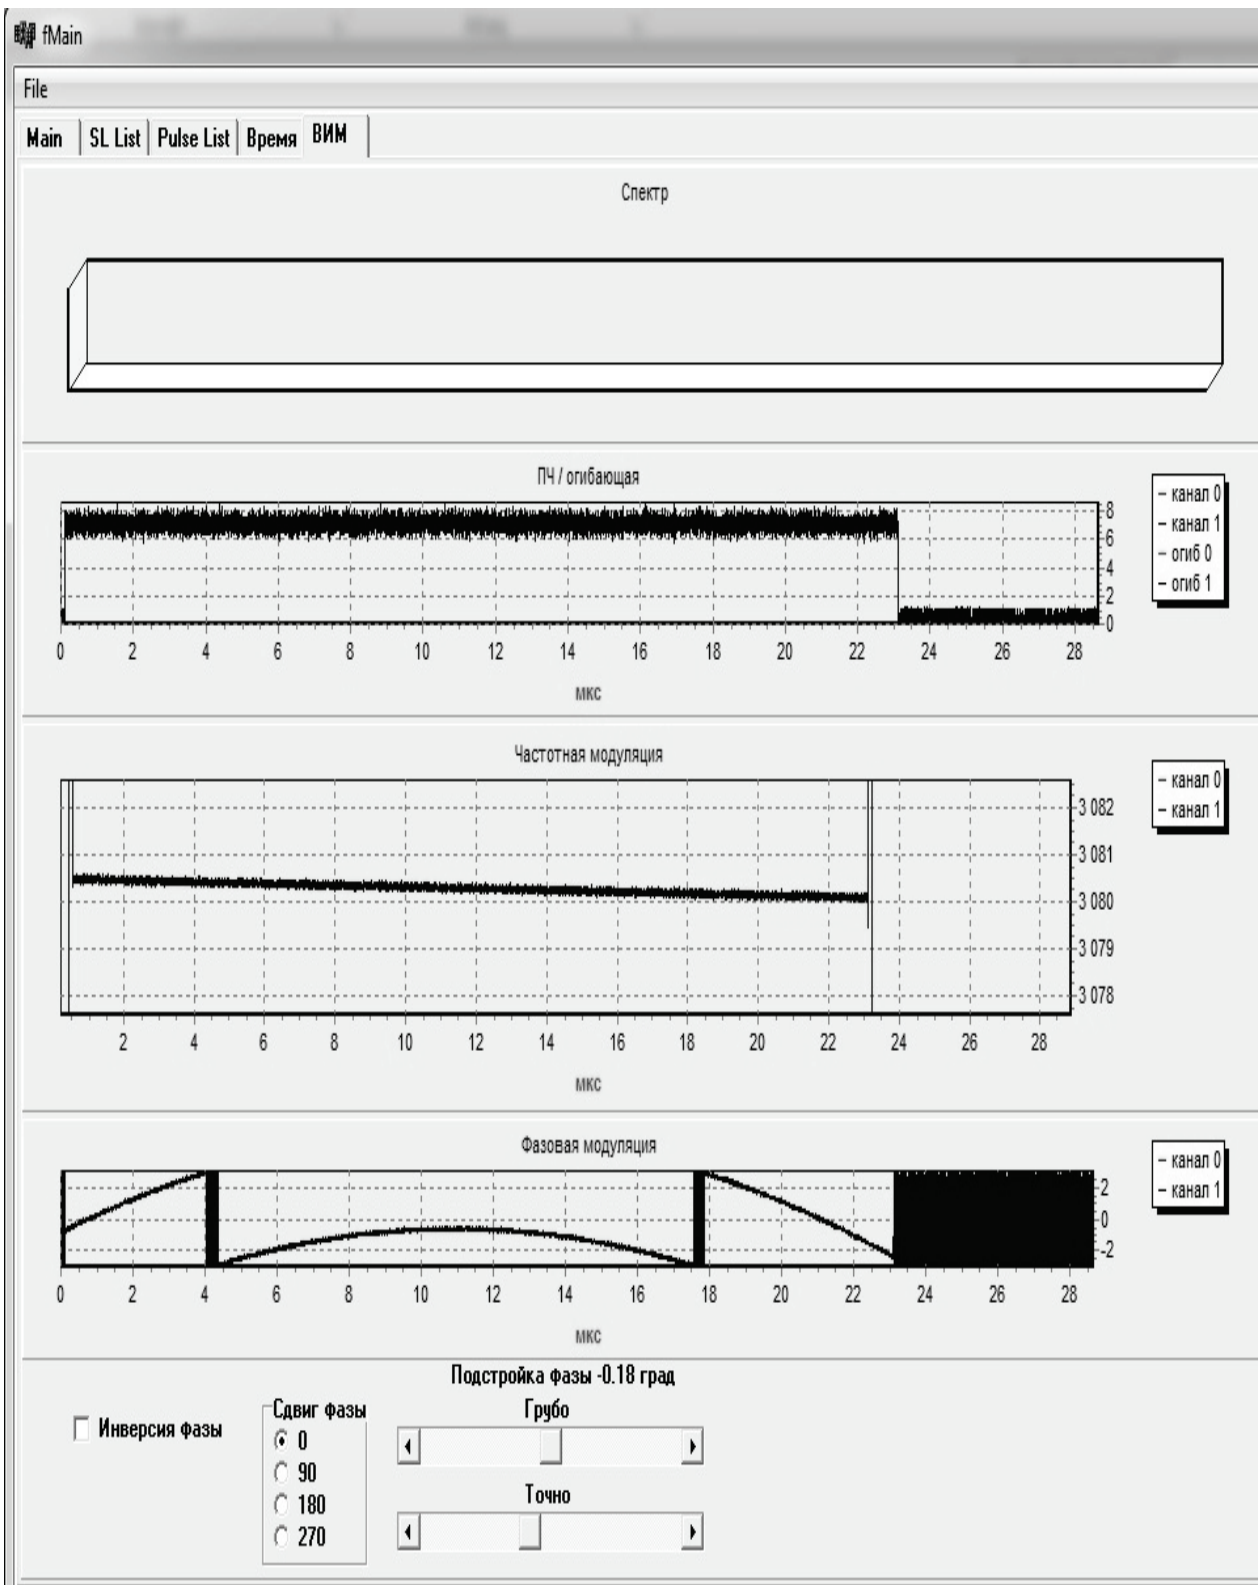 fMain
File
Main SL List Pulse List Время ВИМ
Спектр
ПЧ / огибающая
8
6
4
2
0
0 2 4 6 8 10 12 14 16 18 20 22 24 26 28
мкс
– канал 0
– канал 1
– огиб 0
– огиб 1
Частотная модуляция
3 082
3 081
3 080
3 079
3 078
2 4 6 8 10 12 14 16 18 20 22 24 26 28
мкс
– канал 0
– канал 1
Фазовая модуляция
2
0
-2
0 2 4 6 8 10 12 14 16 18 20 22 24 26 28
мкс
– канал 0
– канал 1
Подстройка фазы -0.18 град
Инверсия фазы
Сдвиг фазы
0
90
180
270
Грубо
Точно